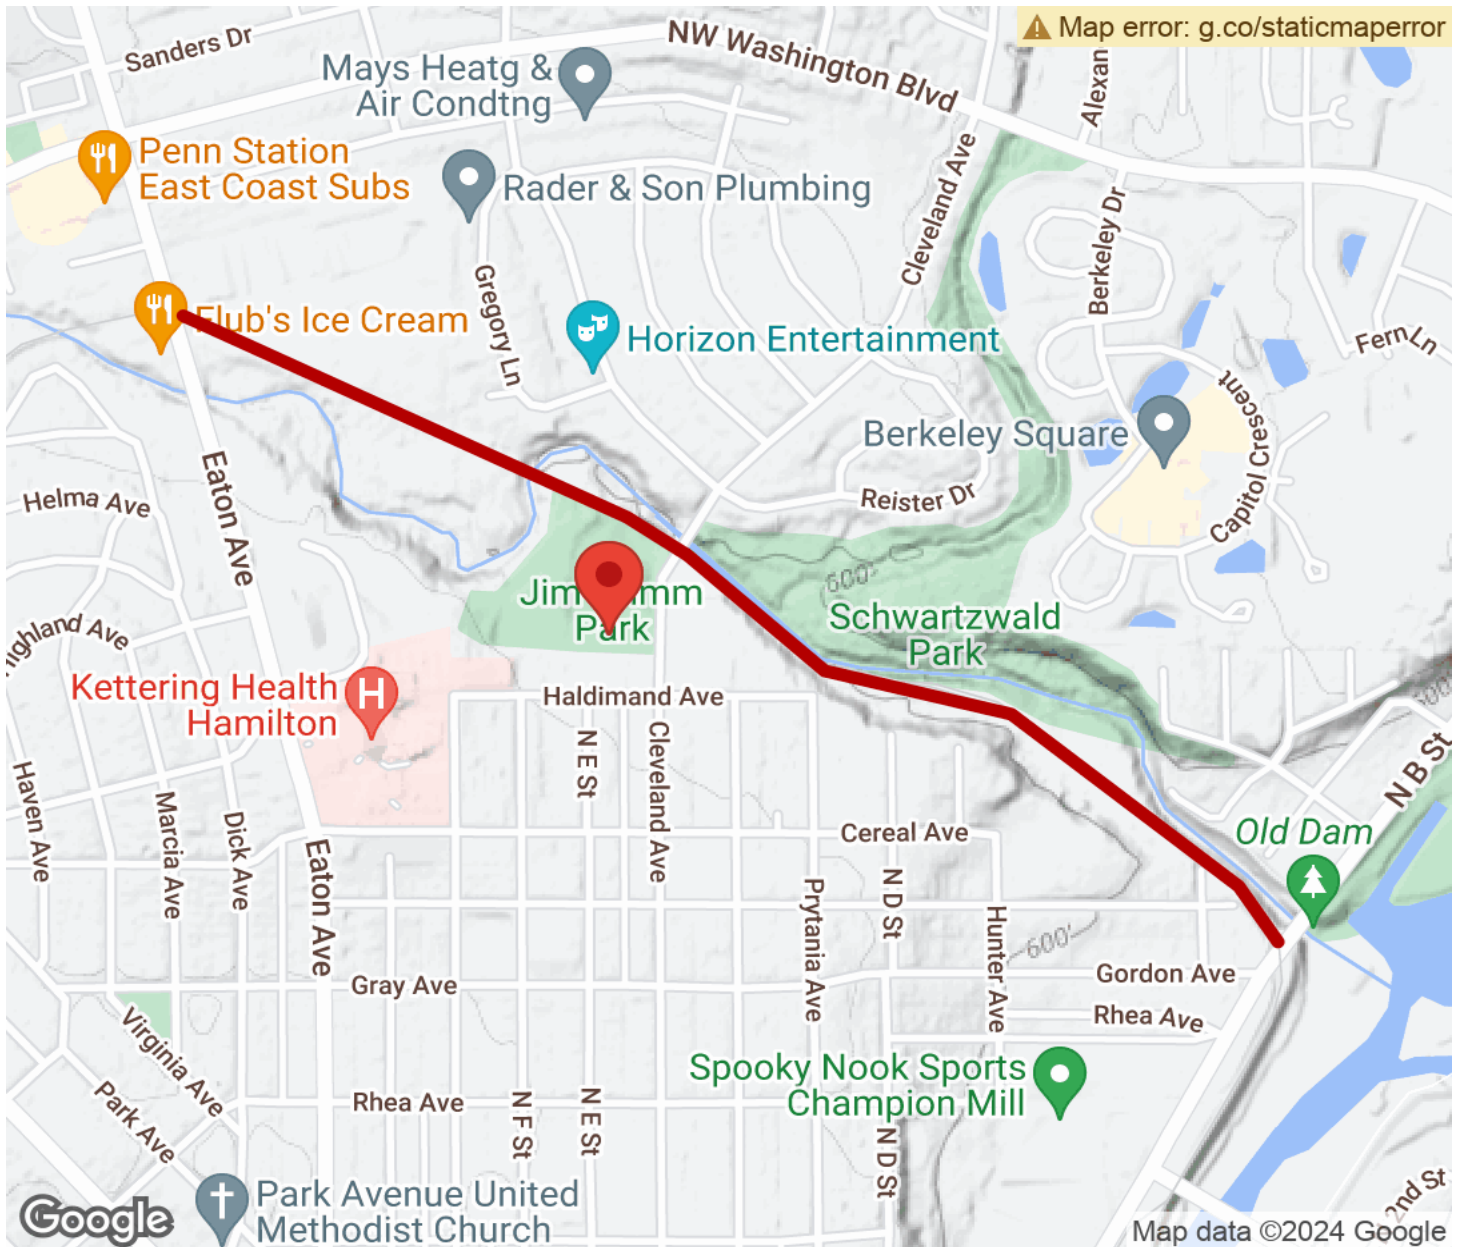 Sanders Dr
NW Washington Blvd
Map error: g.co/staticmaperror
Mays Heatg &
Air Condtng
Penn Station
East Coast Subs
Rader & Son Plumbing
Cleveland Ave
Berkeley Dr
Gregory Ln
Flub's Ice Cream
Horizon Entertainment
Fern Ln
Capitol Crescent
Berkeley Square
Eaton Ave
Helma Ave
Reister Dr
600'
Park
Schwartzwald
Park
Highland Ave
Kettering Health
Hamilton
H
Haldimand Ave
N E St
Cleveland Ave
N B St
Haven Ave
Marcia Ave
Dick Ave
Eaton Ave
Cereal Ave
Old Dam
Prytania Ave
N D St
Hunter Ave
600'
Gray Ave
Gordon Ave
Rhea Ave
Virginia Ave
Park Ave
Spooky Nook Sports
Champion Mill
Rhea Ave
N F St
N E St
N D St
Park Avenue United
Methodist Church
2nd St
Google
Map data ©2024 Google